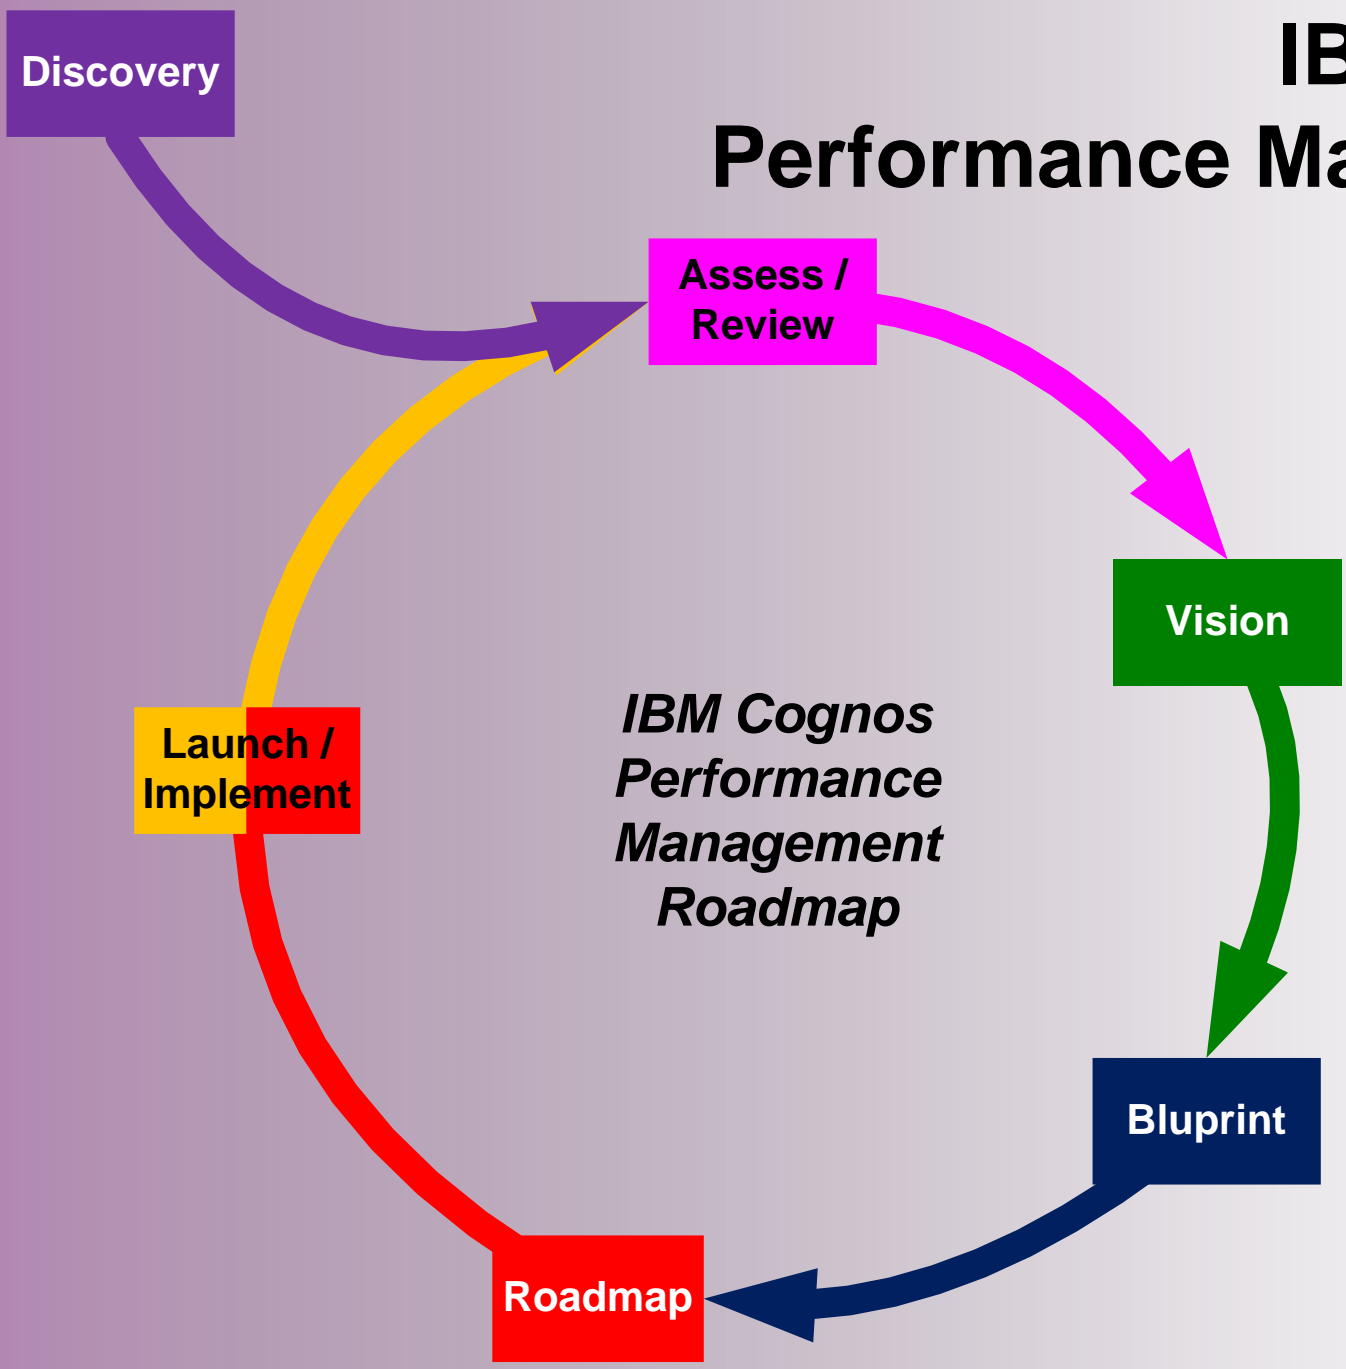 Discovery
IB
Performance Ma
Assess /
Review
Vision
IBM Cognos
Performance
Management
Roadmap
Launch /
Implement
Bluprint
Roadmap